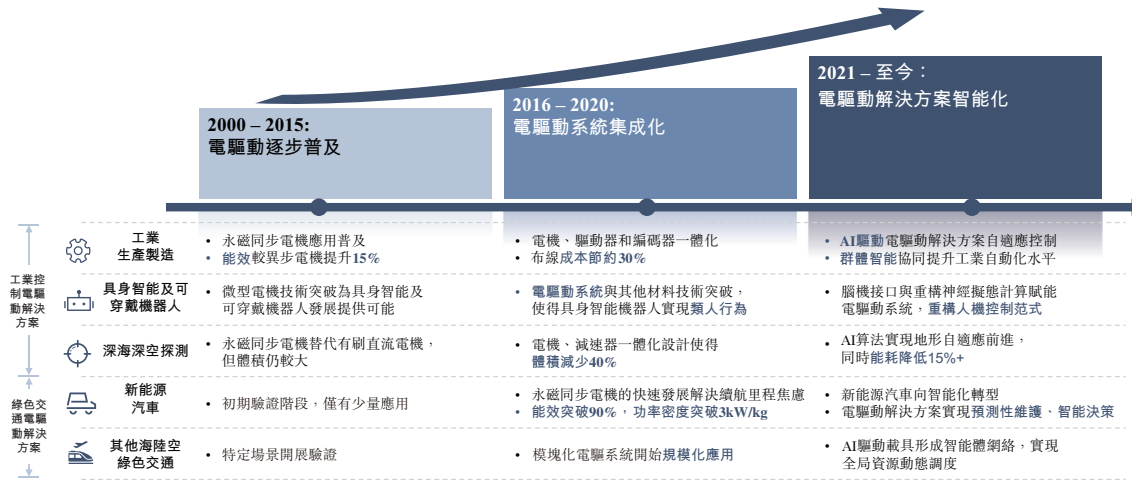 2000 – 2015:
電驅動逐步普及
2016 – 2020:
電驅動系統集成化
2021 – 至今：
電驅動解決方案智能化
工業控
制電驅
動解決
方案
工業
生產製造
• 永磁同步電機應用普及
• 能效較異步電機提升15%
• 電機、驅動器和編碼器一體化
• 布線成本節約30%
• AI驅動電驅動解決方案自適應控制
• 群體智能協同提升工業自動化水平
具身智能及可
穿戴機器人
• 微型電機技術突破為具身智能及
可穿戴機器人發展提供可能
• 電驅動系統與其他材料技術突破，
使得具身智能機器人實現類人行為
• 腦機接口與重構神經擬態計算賦能
電驅動系統，重構人機控制范式
深海深空探測
• 永磁同步電機替代有刷直流電機，
但體積仍較大
• 電機、減速器一體化設計使得
體積減少40%
• AI算法實現地形自適應前進，
同時能耗降低15%+
綠色交
通電驅
動解決
方案
新能源
汽車
• 初期驗證階段，僅有少量應用
• 永磁同步電機的快速發展解決續航里程焦慮
• 能效突破90%，功率密度突破3kW/kg
• 新能源汽車向智能化轉型
• 電驅動解決方案實現預測性維護、智能決策
其他海陸空
綠色交通
• 特定場景開展驗證
• 模塊化電驅系統開始規模化應用
• AI驅動載具形成智能體網絡，實現
全局資源動態調度